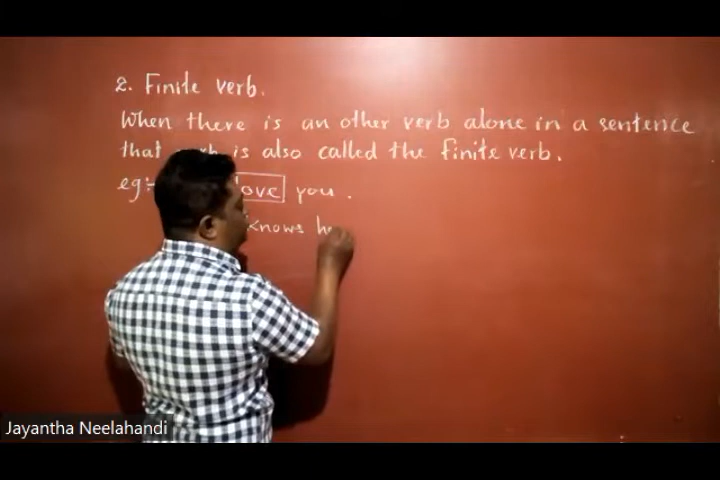 2. Finite verb.
When there is an other verb alone in a sentence
that is also called the finite verb.
eg:- you.
knows
Jayantha Neelahandi